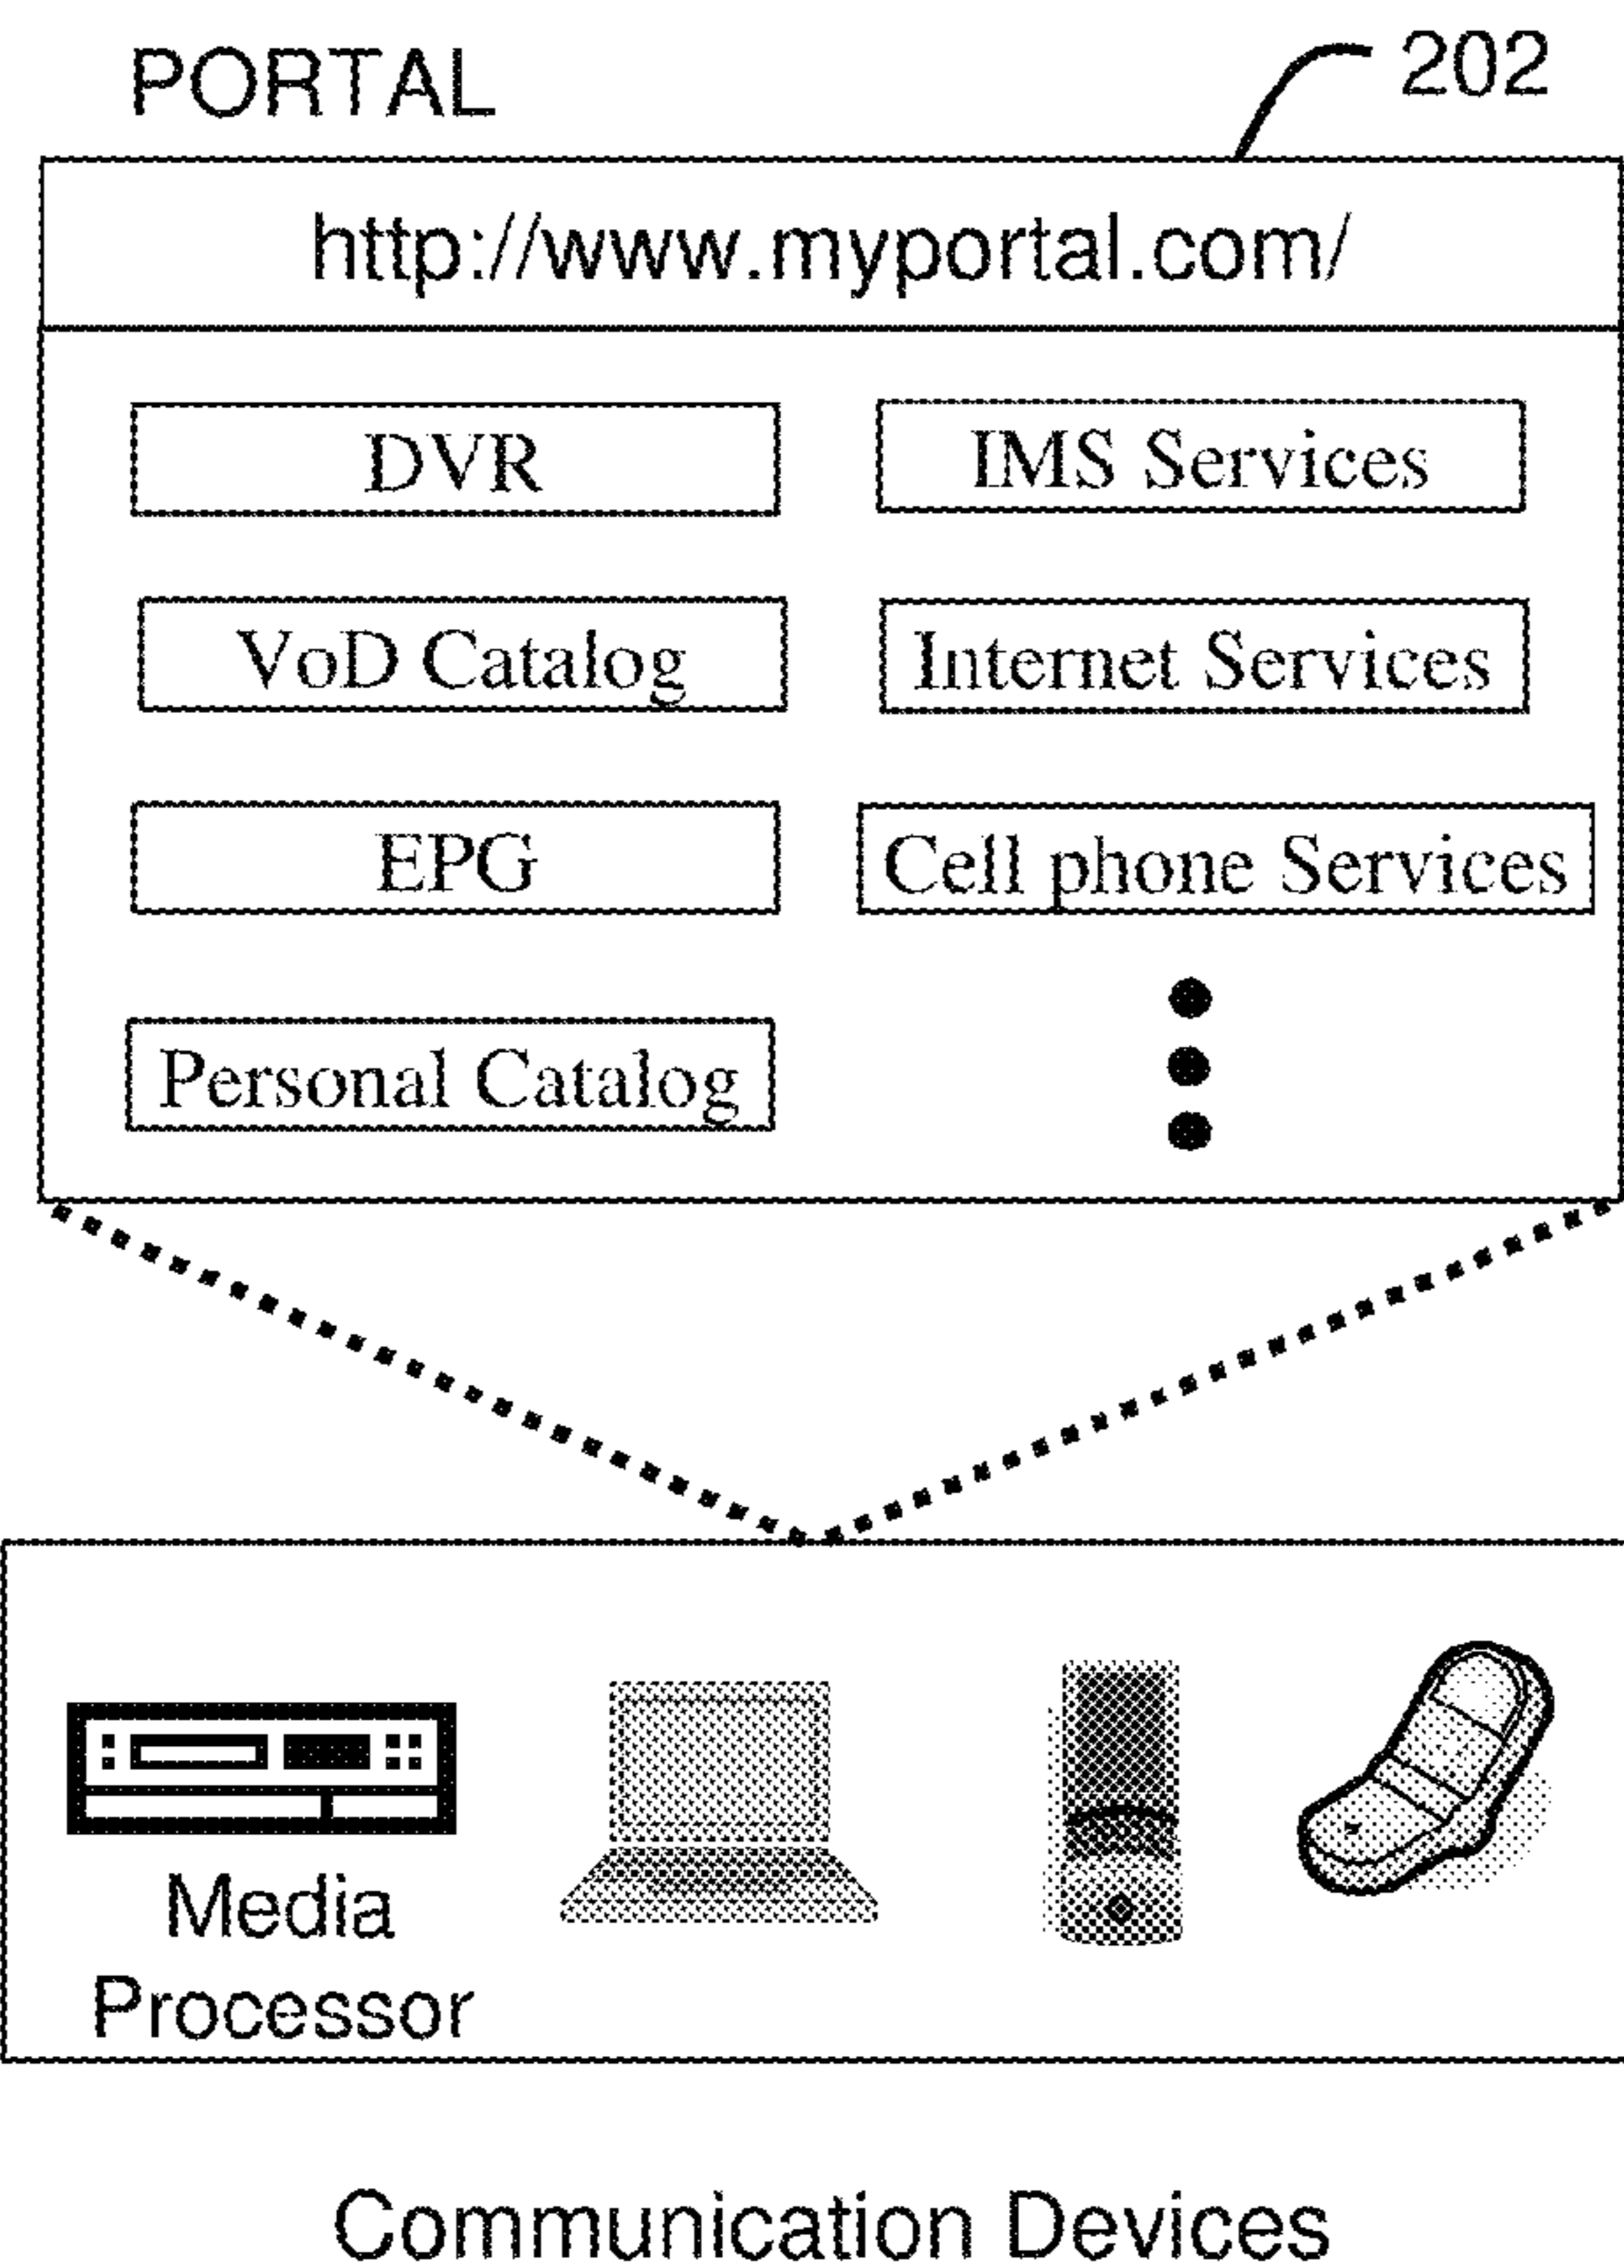 PORTAL
202
http://www.myportal.com/
DVR
IMS Services
VoD Catalog
Internet Services
EPG
Cell phone Services
Personal Catalog
Media
Processor
Communication Devices